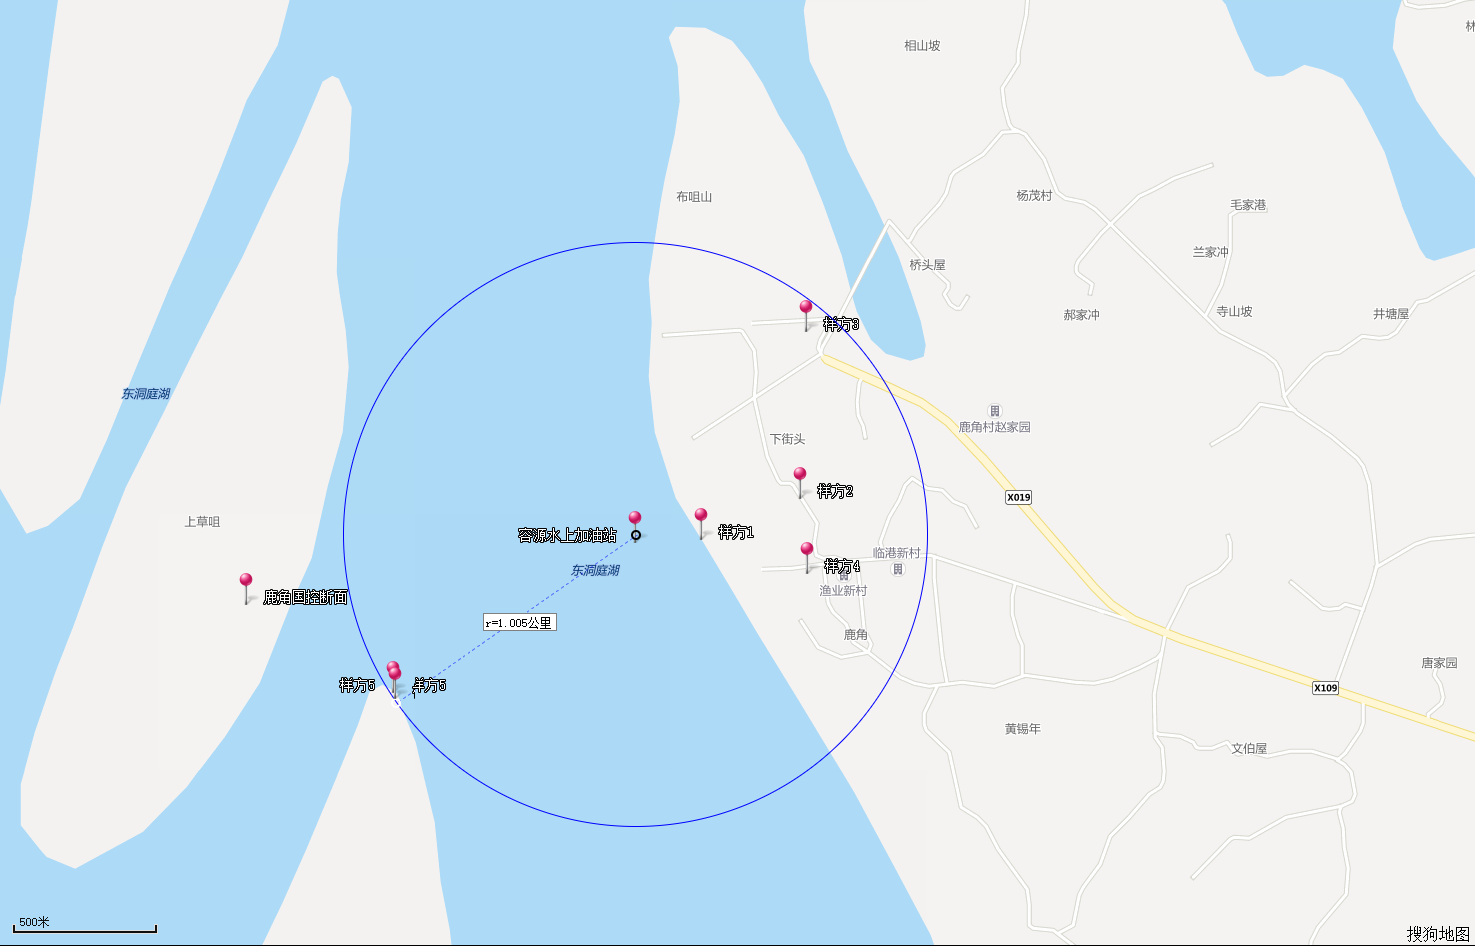 林
相山坡
布咀山
杨茂村
毛家港
兰家冲
桥头屋
郝家冲
寺山坡
井塘屋
样方3
东洞庭湖
鹿角村赵家园
下街头
样方2
X019
上草咀
容源水上加油站
样方1
临港新村
样方4
东洞庭湖
渔业新村
鹿角国控断面
r=1.005公里
鹿角
唐家园
样方5
样方5
X109
黄锡年
文伯屋
500米
搜狗地图